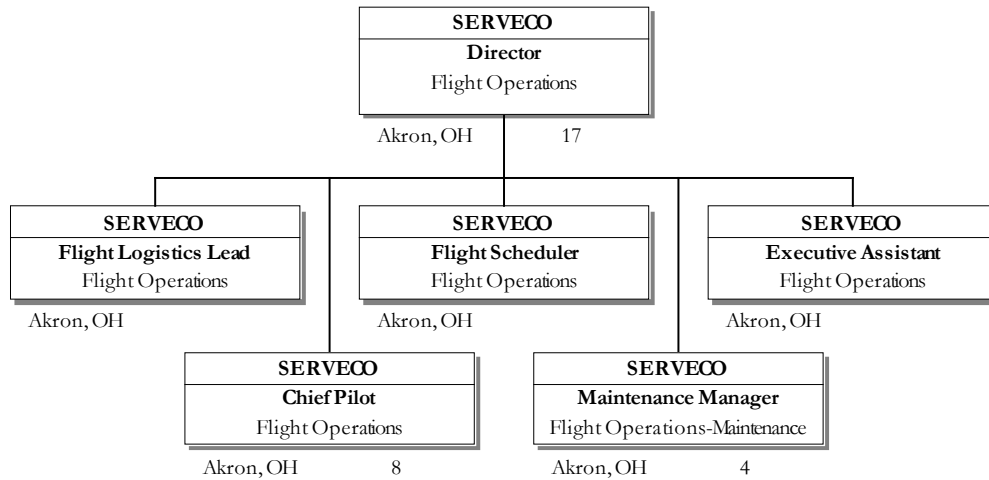 SERVECO
Director
Flight Operations
Akron, OH 17
SERVECO
Flight Logistics Lead
Flight Operations
Akron, OH
SERVECO
Flight Scheduler
Flight Operations
Akron, OH
SERVECO
Executive Assistant
Flight Operations
Akron, OH
SERVECO
Chief Pilot
Flight Operations
Akron, OH 8
SERVECO
Maintenance Manager
Flight Operations-Maintenance
Akron, OH 4